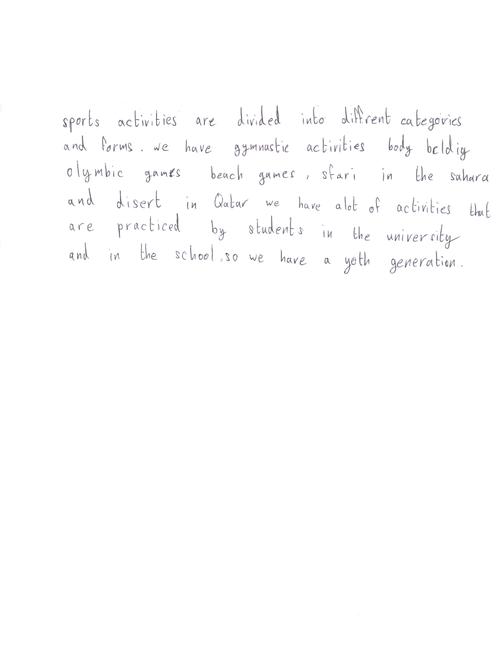 sports activities are divided into diffrent categories
and forms. we have gymnastic activities body beldiy
olymbic games beach games, sfari in the sahara
and disert in Qatar we have alot of activities that
are practiced by students in the university
and in the school.so we have a yoth generation.